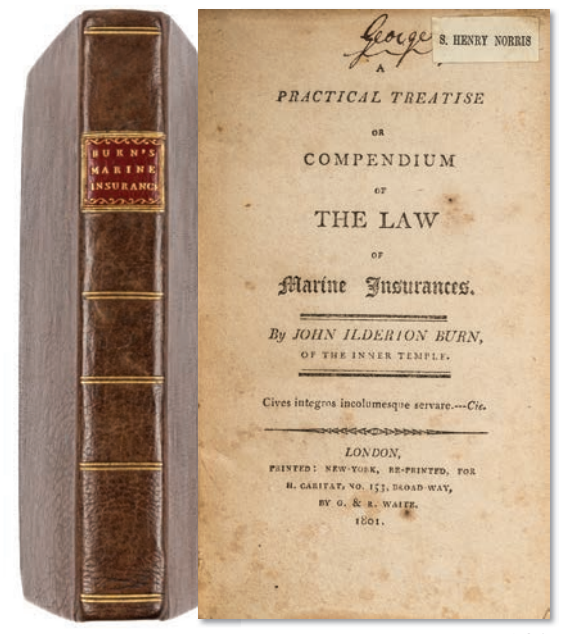 BURN'S
MARINE
INSURANCE
George
S. HENRY NORRIS
A
PRACTICAL TREATISE
OR
COMPENDIUM
OF
THE LAW
OF
Marine Insurances.
By JOHN ILDERTON BURN,
OF THE INNER TEMPLE.
Cives integros incolumesque servare.---Cic.
LONDON,
PRINTED: NEW-YORK, RE-PRINTED, FOR
H. CARITAT, NO. 153, BROAD-WAY,
BY G. & R. WAITE.
1801.